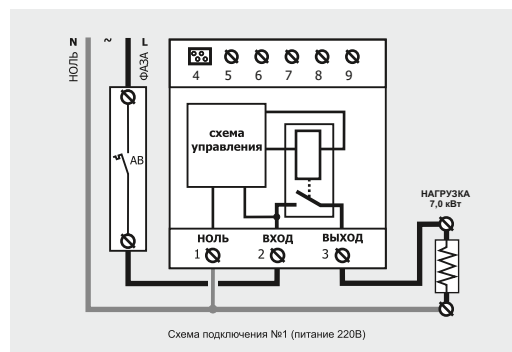 N ~ L
НОЛЬ
ФАЗА
4 5 6 7 8 9
схема
управления
АВ
НАГРУЗКА
7,0 кВт
НОЛЬ ВХОД ВЫХОД
1 2 3
Схема подключения №1 (питание 220В)